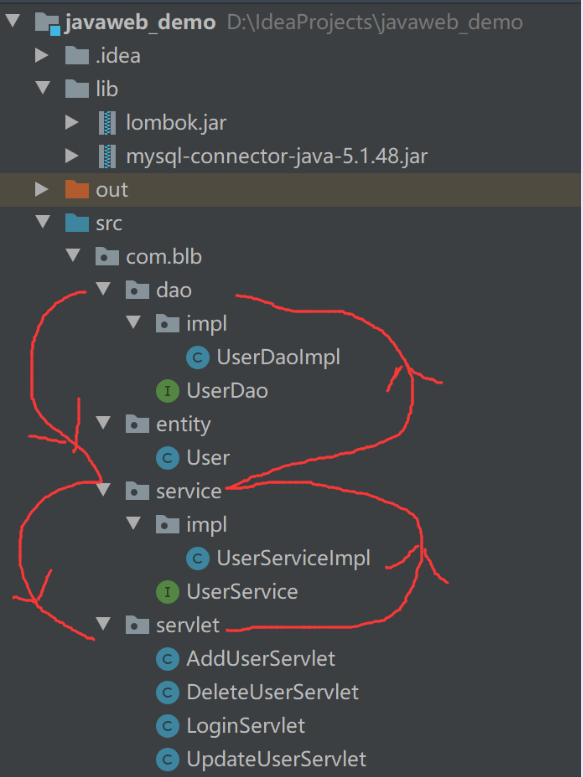 javaweb_demo D:\IdeaProjects\javaweb_demo
.idea
lib
lombok.jar
mysql-connector-java-5.1.48.jar
out
src
com.blb
dao
impl
C UserDaoImpl
I UserDao
entity
C User
service
impl
C UserServiceImpl
I UserService
servlet
C AddUserServlet
C DeleteUserServlet
C LoginServlet
C UpdateUserServlet